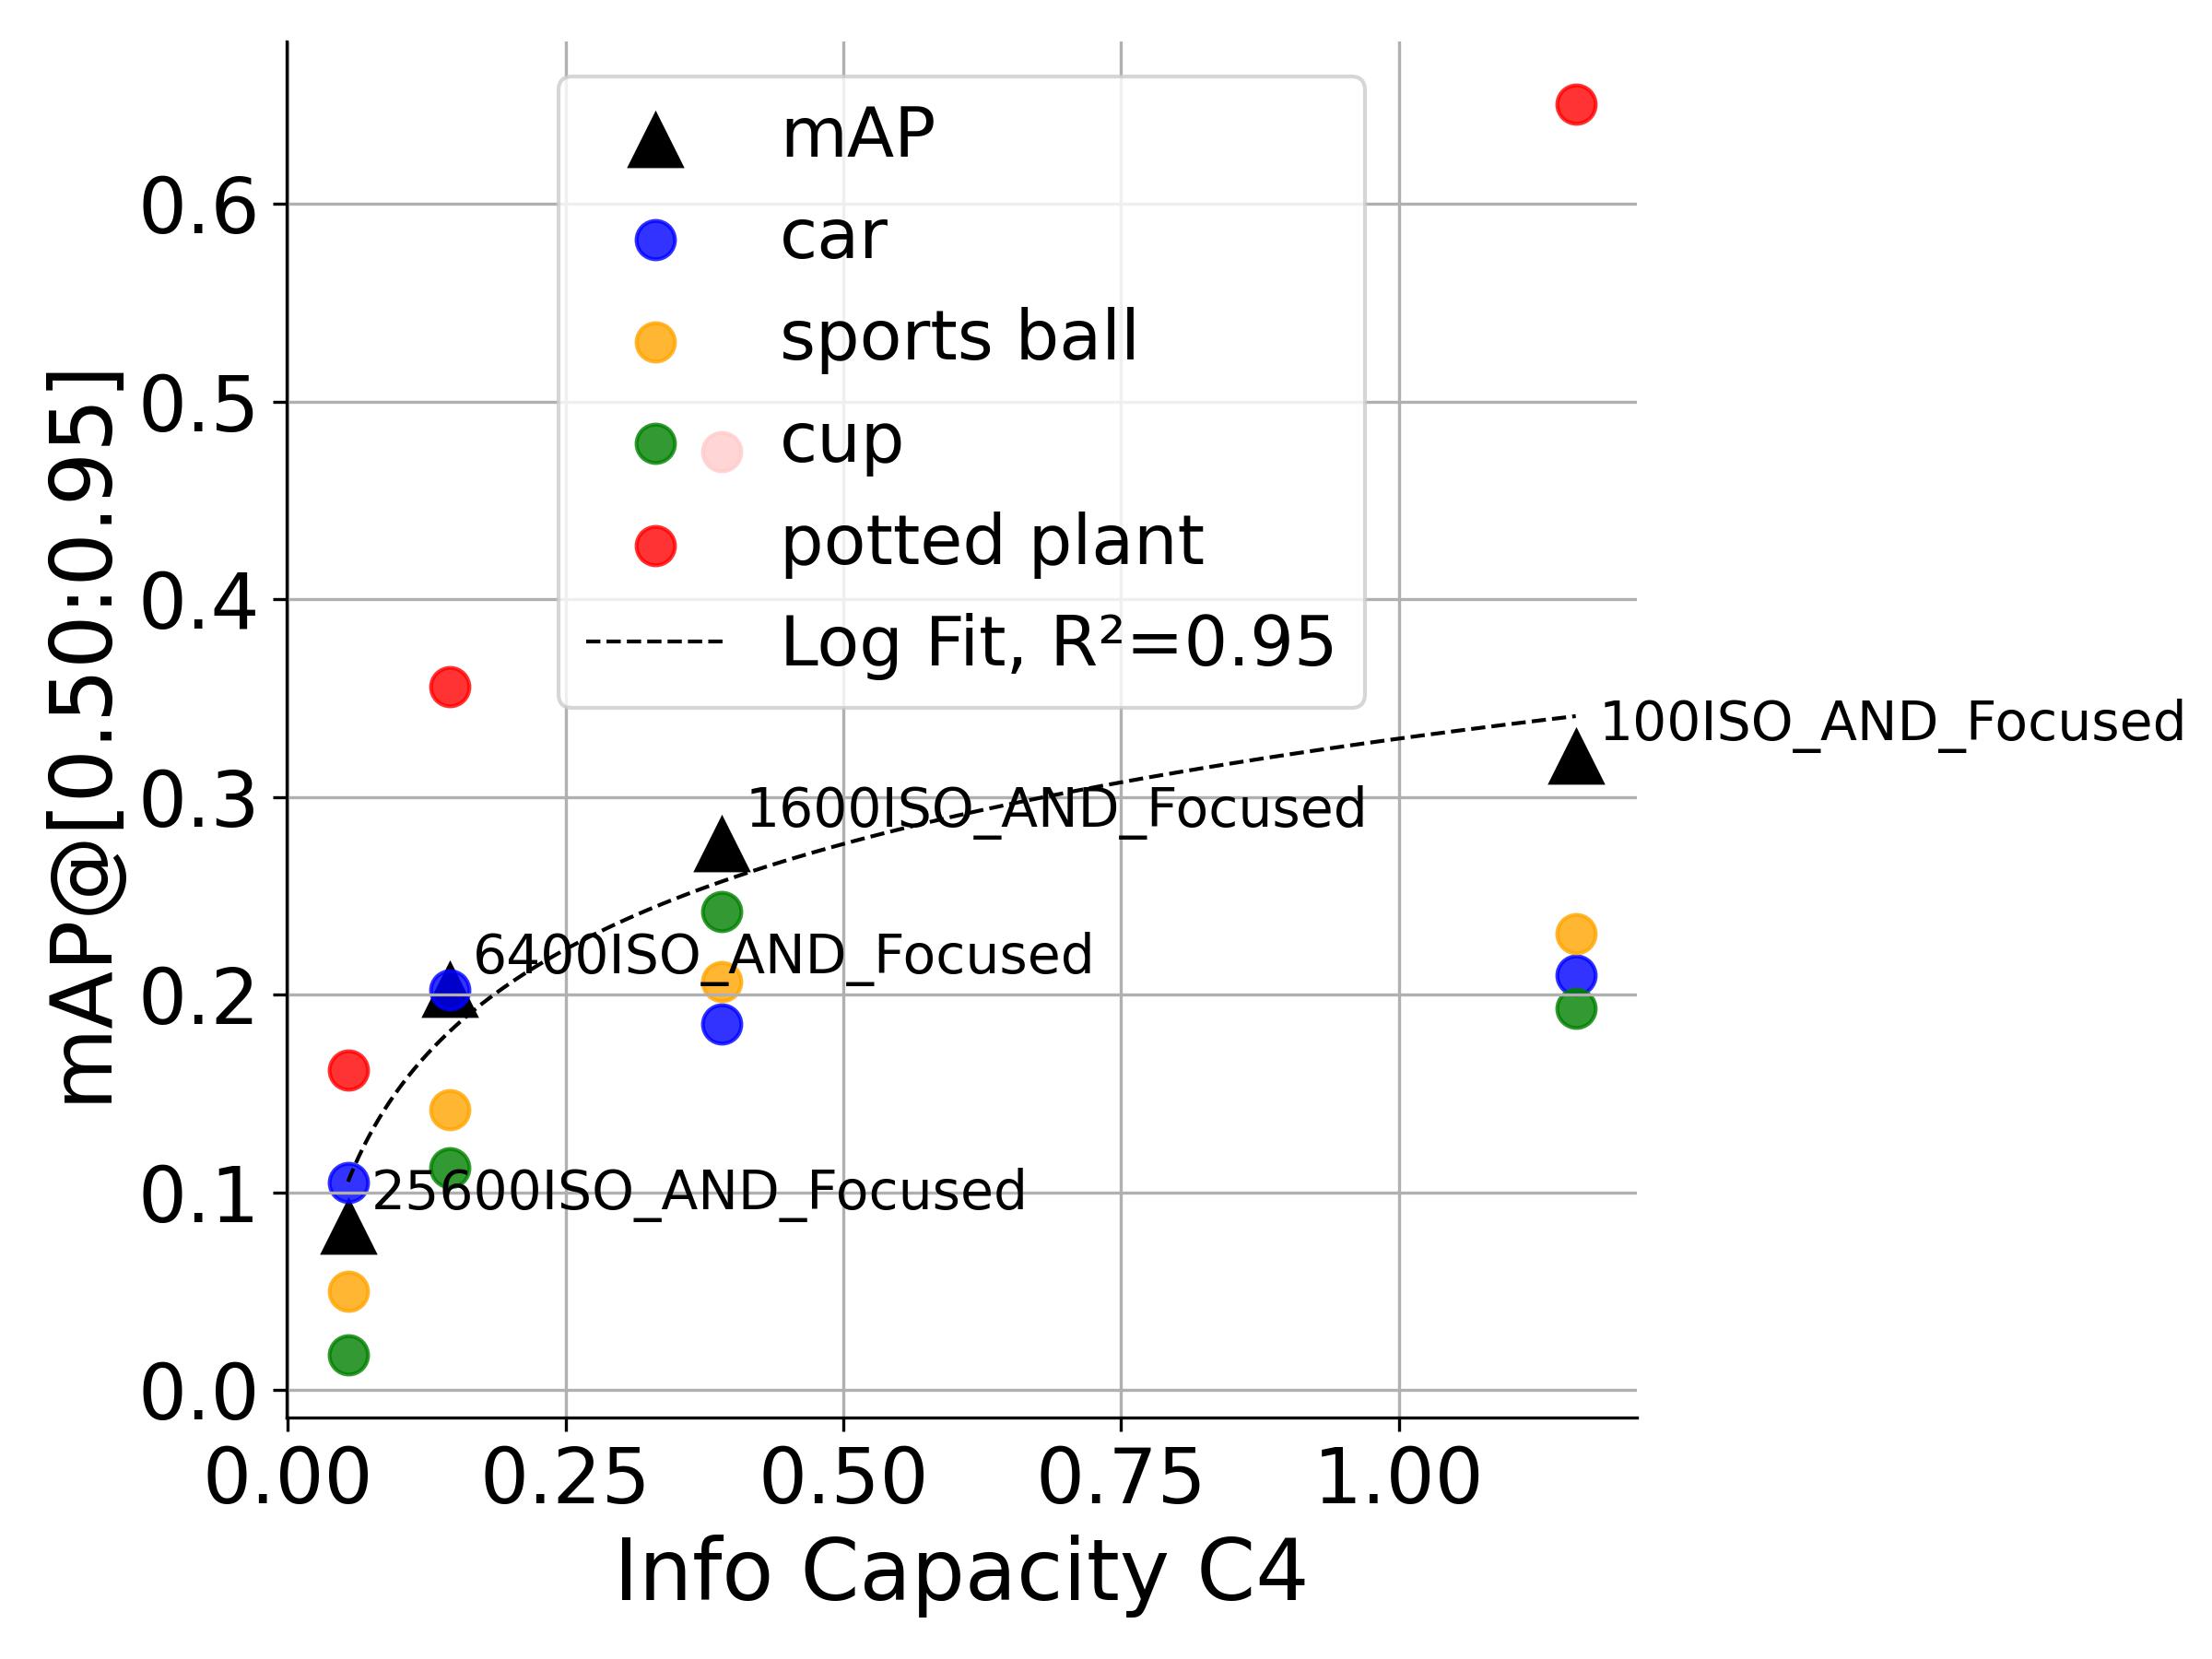 mAP
car
sports ball
cup
potted plant
Log Fit, R²=0.95
0.6
0.5
0.4
0.3
0.2
0.1
0.0
mAP@[0.50:0.95]
100ISO_AND_Focused
1600ISO_AND_Focused
6400ISO_AND_Focused
25600ISO_AND_Focused
0.00 0.25 0.50 0.75 1.00
Info Capacity C4